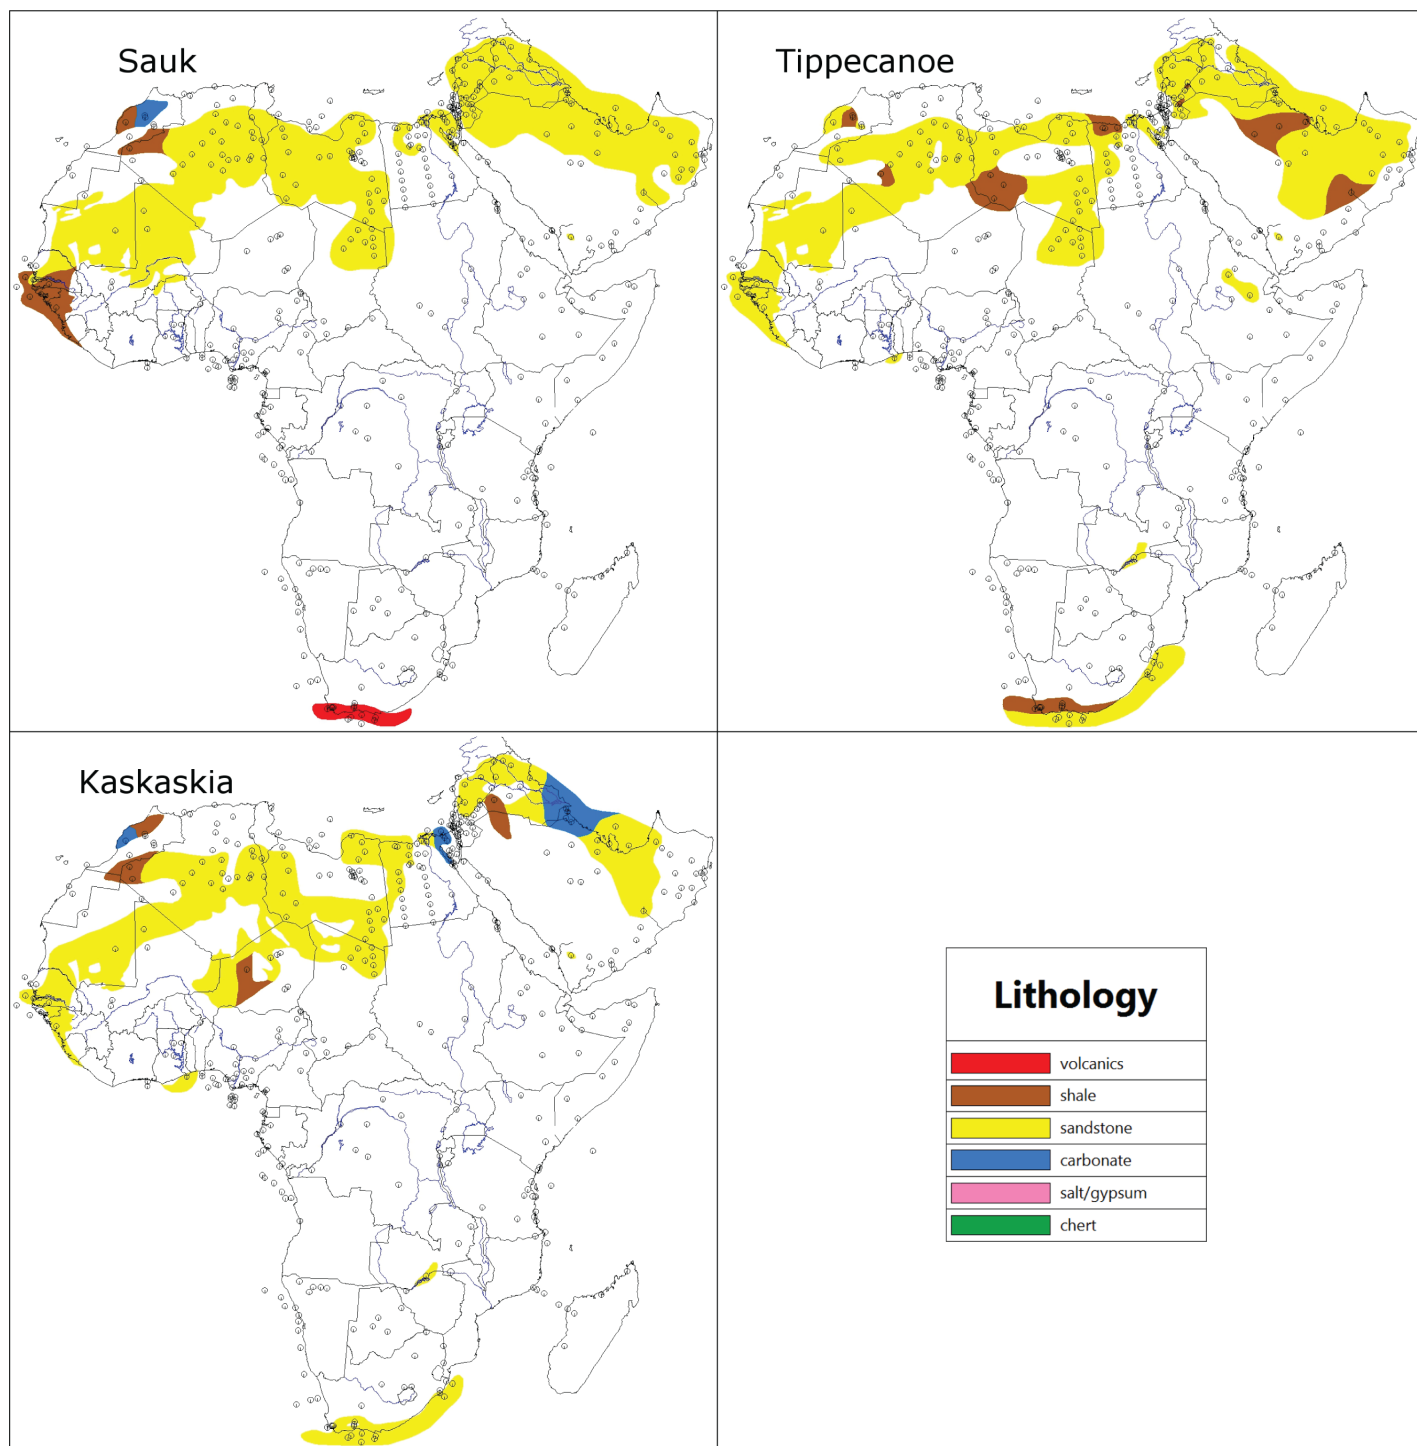 Sauk
Tippecanoe
Kaskaskia
Lithology
volcanics
shale
sandstone
carbonate
salt/gypsum
chert